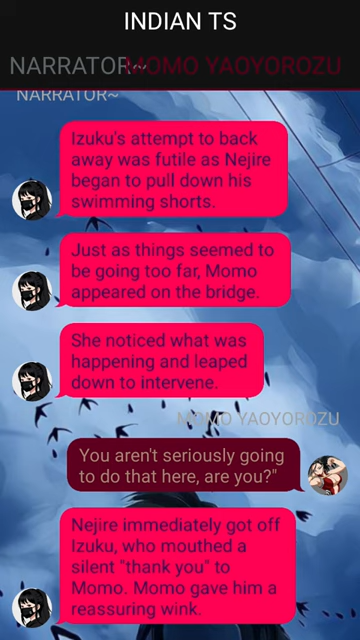 INDIAN TS
NARRATOR~
MOMO YAOYOROZU
NARRATOR~
Izuku's attempt to back
away was futile as Nejire
began to pull down his
swimming shorts.
Just as things seemed to
be going too far, Momo
appeared on the bridge.
She noticed what was
happening and leaped
down to intervene.
MOMO YAOYOROZU
You aren't seriously going
to do that here, are you?"
Nejire immediately got off
Izuku, who mouthed a
silent "thank you" to
Momo. Momo gave him a
reassuring wink.